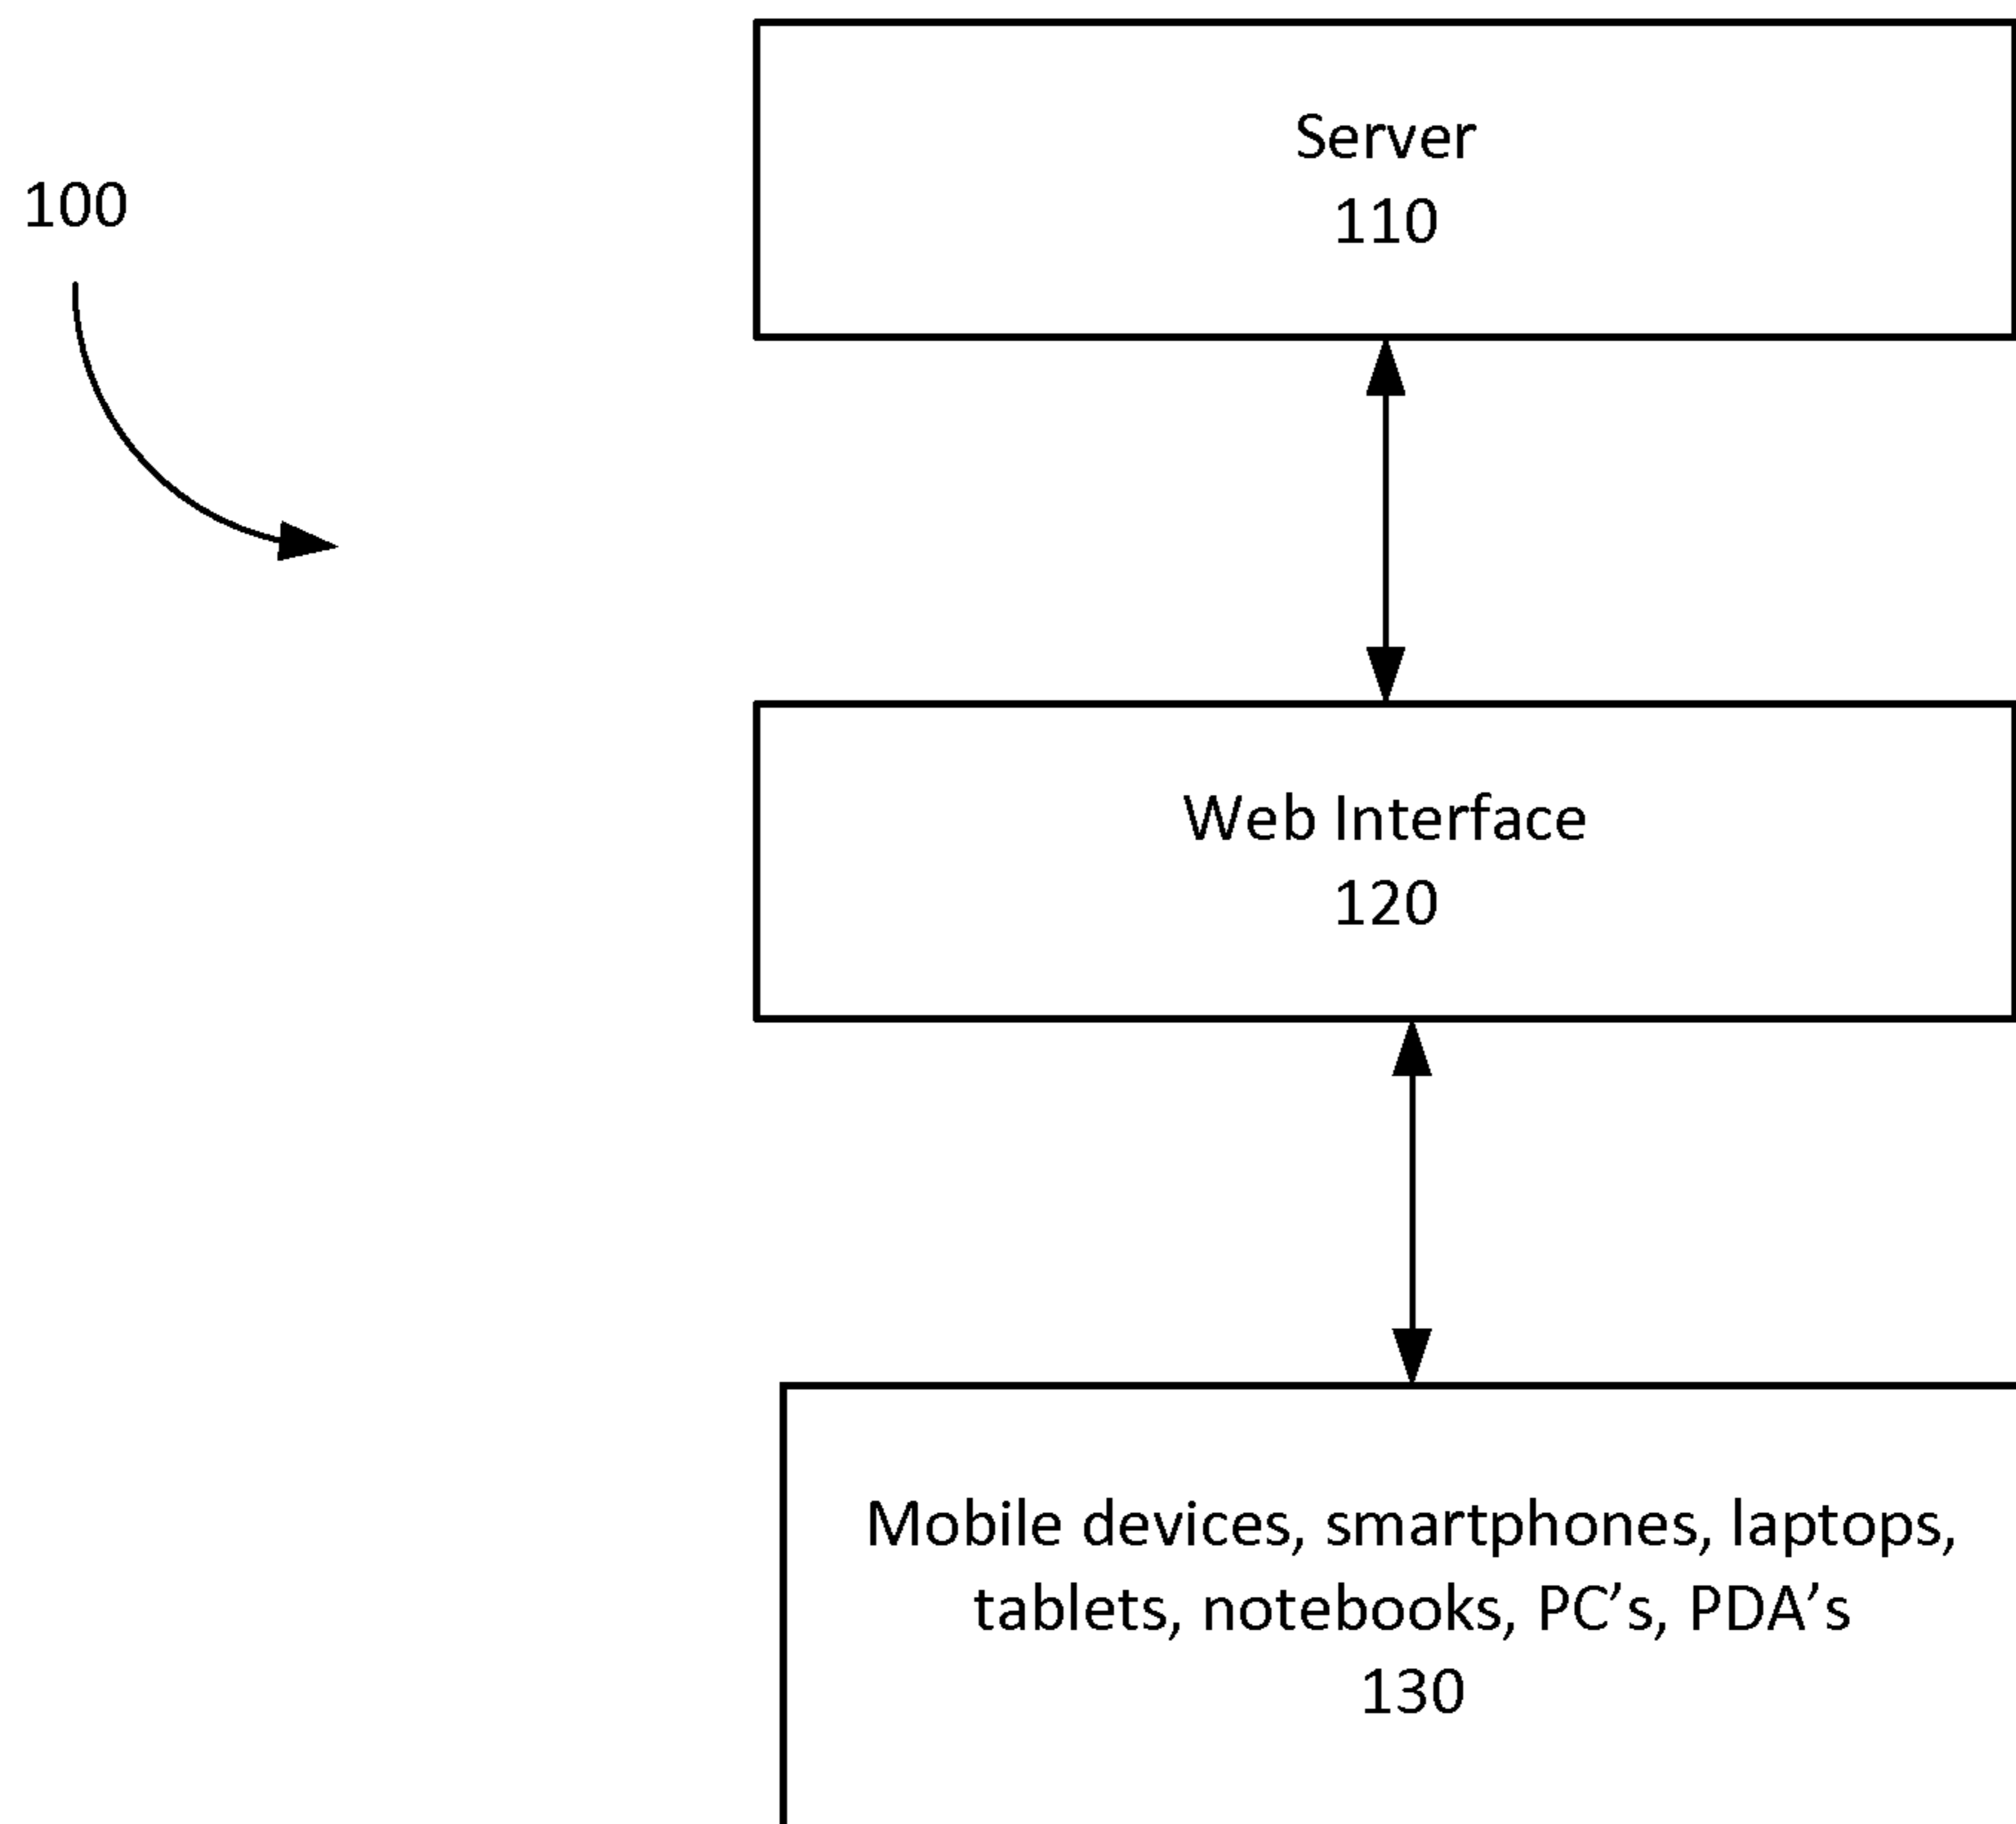 Server
110
100
Web Interface
120
Mobile devices, smartphones, laptops,
tablets, notebooks, PC’s, PDA’s
130